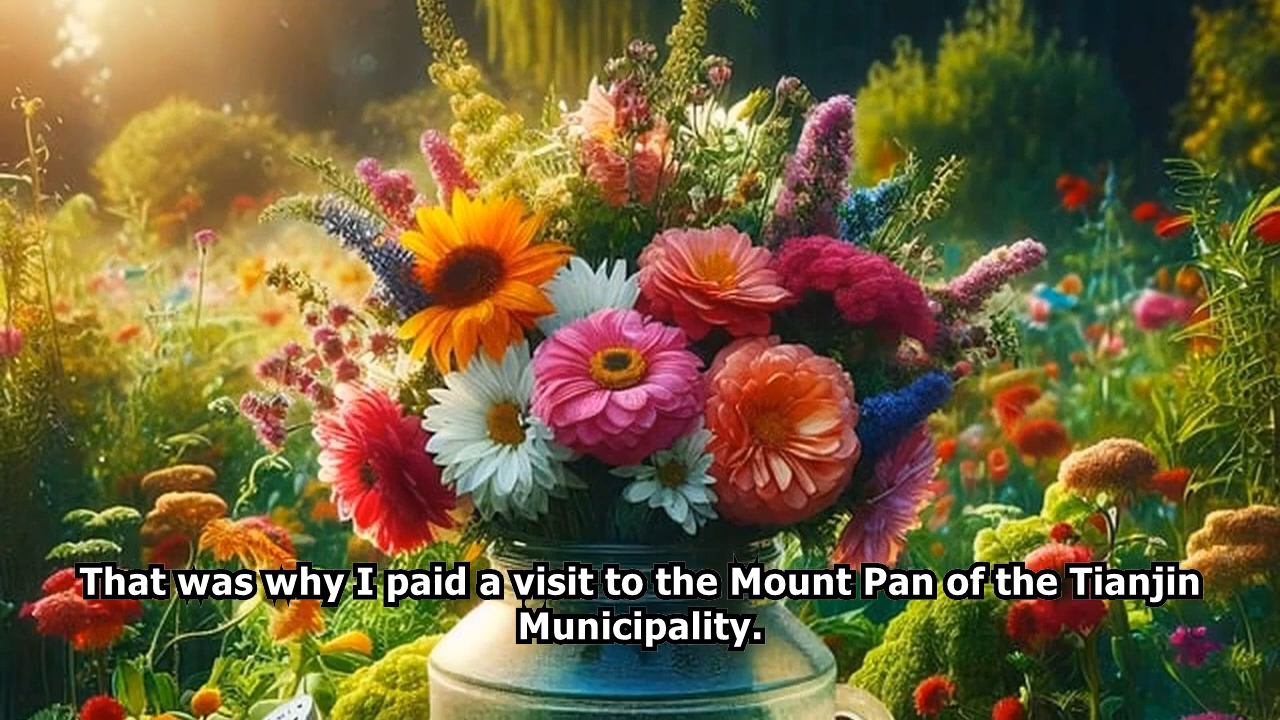 That was why I paid a visit to the Mount Pan of the Tianjin
Municipality.